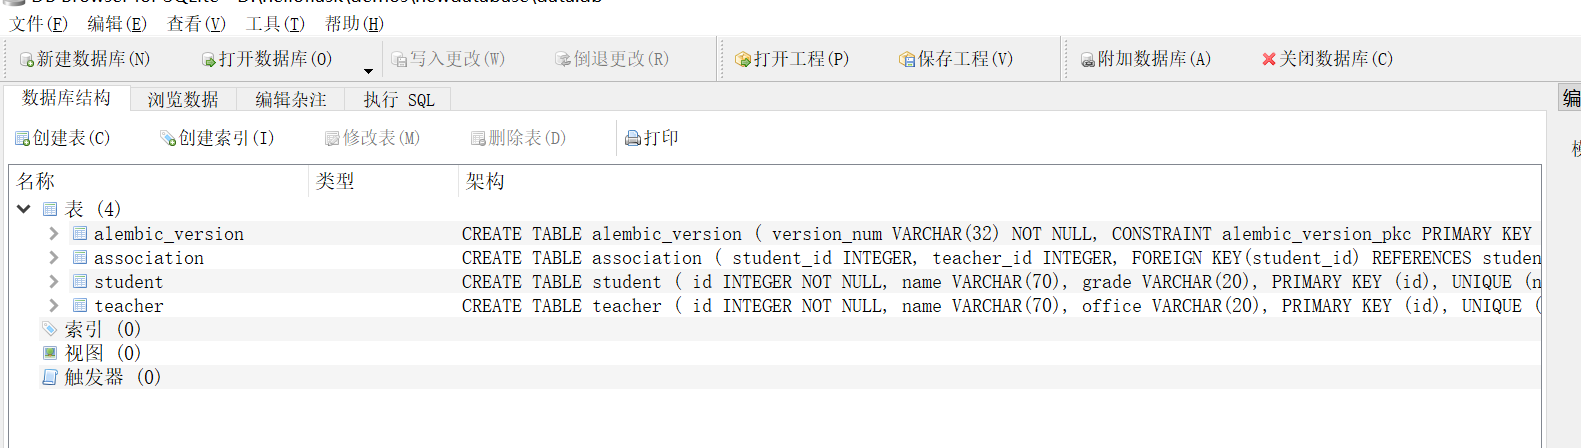 文件(F) 编辑(E) 查看(V) 工具(T) 帮助(H)
新建数据库(N) 打开数据库(O) 写入更改(W) 倒退更改(R) 打开工程(P) 保存工程(V) 附加数据库(A) 关闭数据库(C)
数据库结构 浏览数据 编辑杂注 执行 SQL
编
创建表(C) 创建索引(I) 修改表(M) 删除表(D) 打印
名称 类型 架构
表 (4)
alembic_version CREATE TABLE alembic_version ( version_num VARCHAR(32) NOT NULL, CONSTRAINT alembic_version_pkc PRIMARY KEY
association CREATE TABLE association ( student_id INTEGER, teacher_id INTEGER, FOREIGN KEY(student_id) REFERENCES studen
student CREATE TABLE student ( id INTEGER NOT NULL, name VARCHAR(70), grade VARCHAR(20), PRIMARY KEY (id), UNIQUE (n
teacher CREATE TABLE teacher ( id INTEGER NOT NULL, name VARCHAR(70), office VARCHAR(20), PRIMARY KEY (id), UNIQUE (
索引 (0)
视图 (0)
触发器 (0)